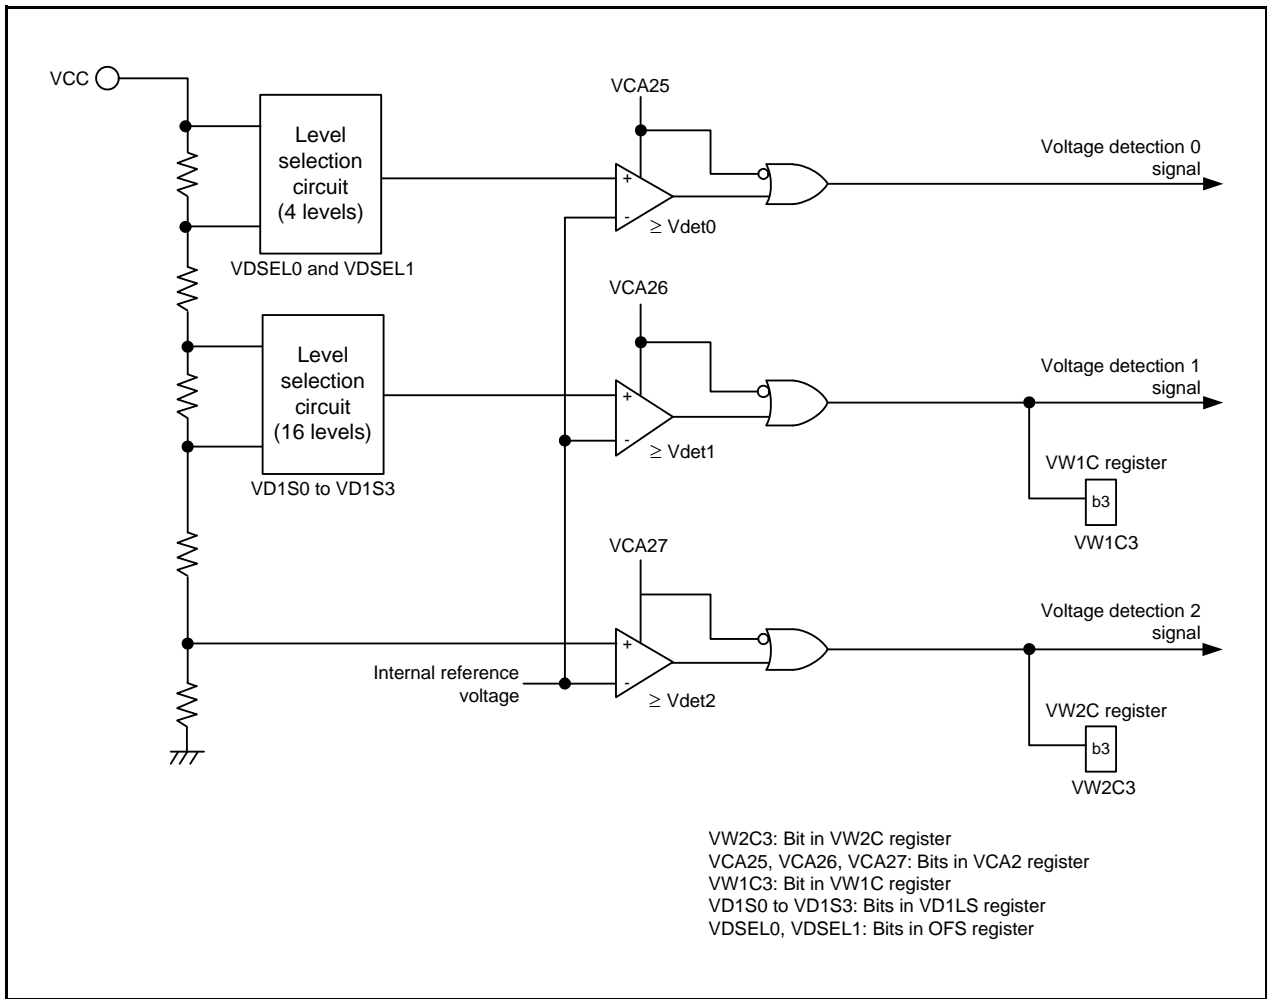 VCC
Level
selection
circuit
(4 levels)
VDSEL0 and VDSEL1
VCA25
+
-
≥ Vdet0
Voltage detection 0
signal
Level
selection
circuit
(16 levels)
VD1S0 to VD1S3
VCA26
+
-
≥ Vdet1
Voltage detection 1
signal
VW1C register
b3
VW1C3
VCA27
+
-
≥ Vdet2
Internal reference
voltage
Voltage detection 2
signal
VW2C register
b3
VW2C3
VW2C3: Bit in VW2C register
VCA25, VCA26, VCA27: Bits in VCA2 register
VW1C3: Bit in VW1C register
VD1S0 to VD1S3: Bits in VD1LS register
VDSEL0, VDSEL1: Bits in OFS register